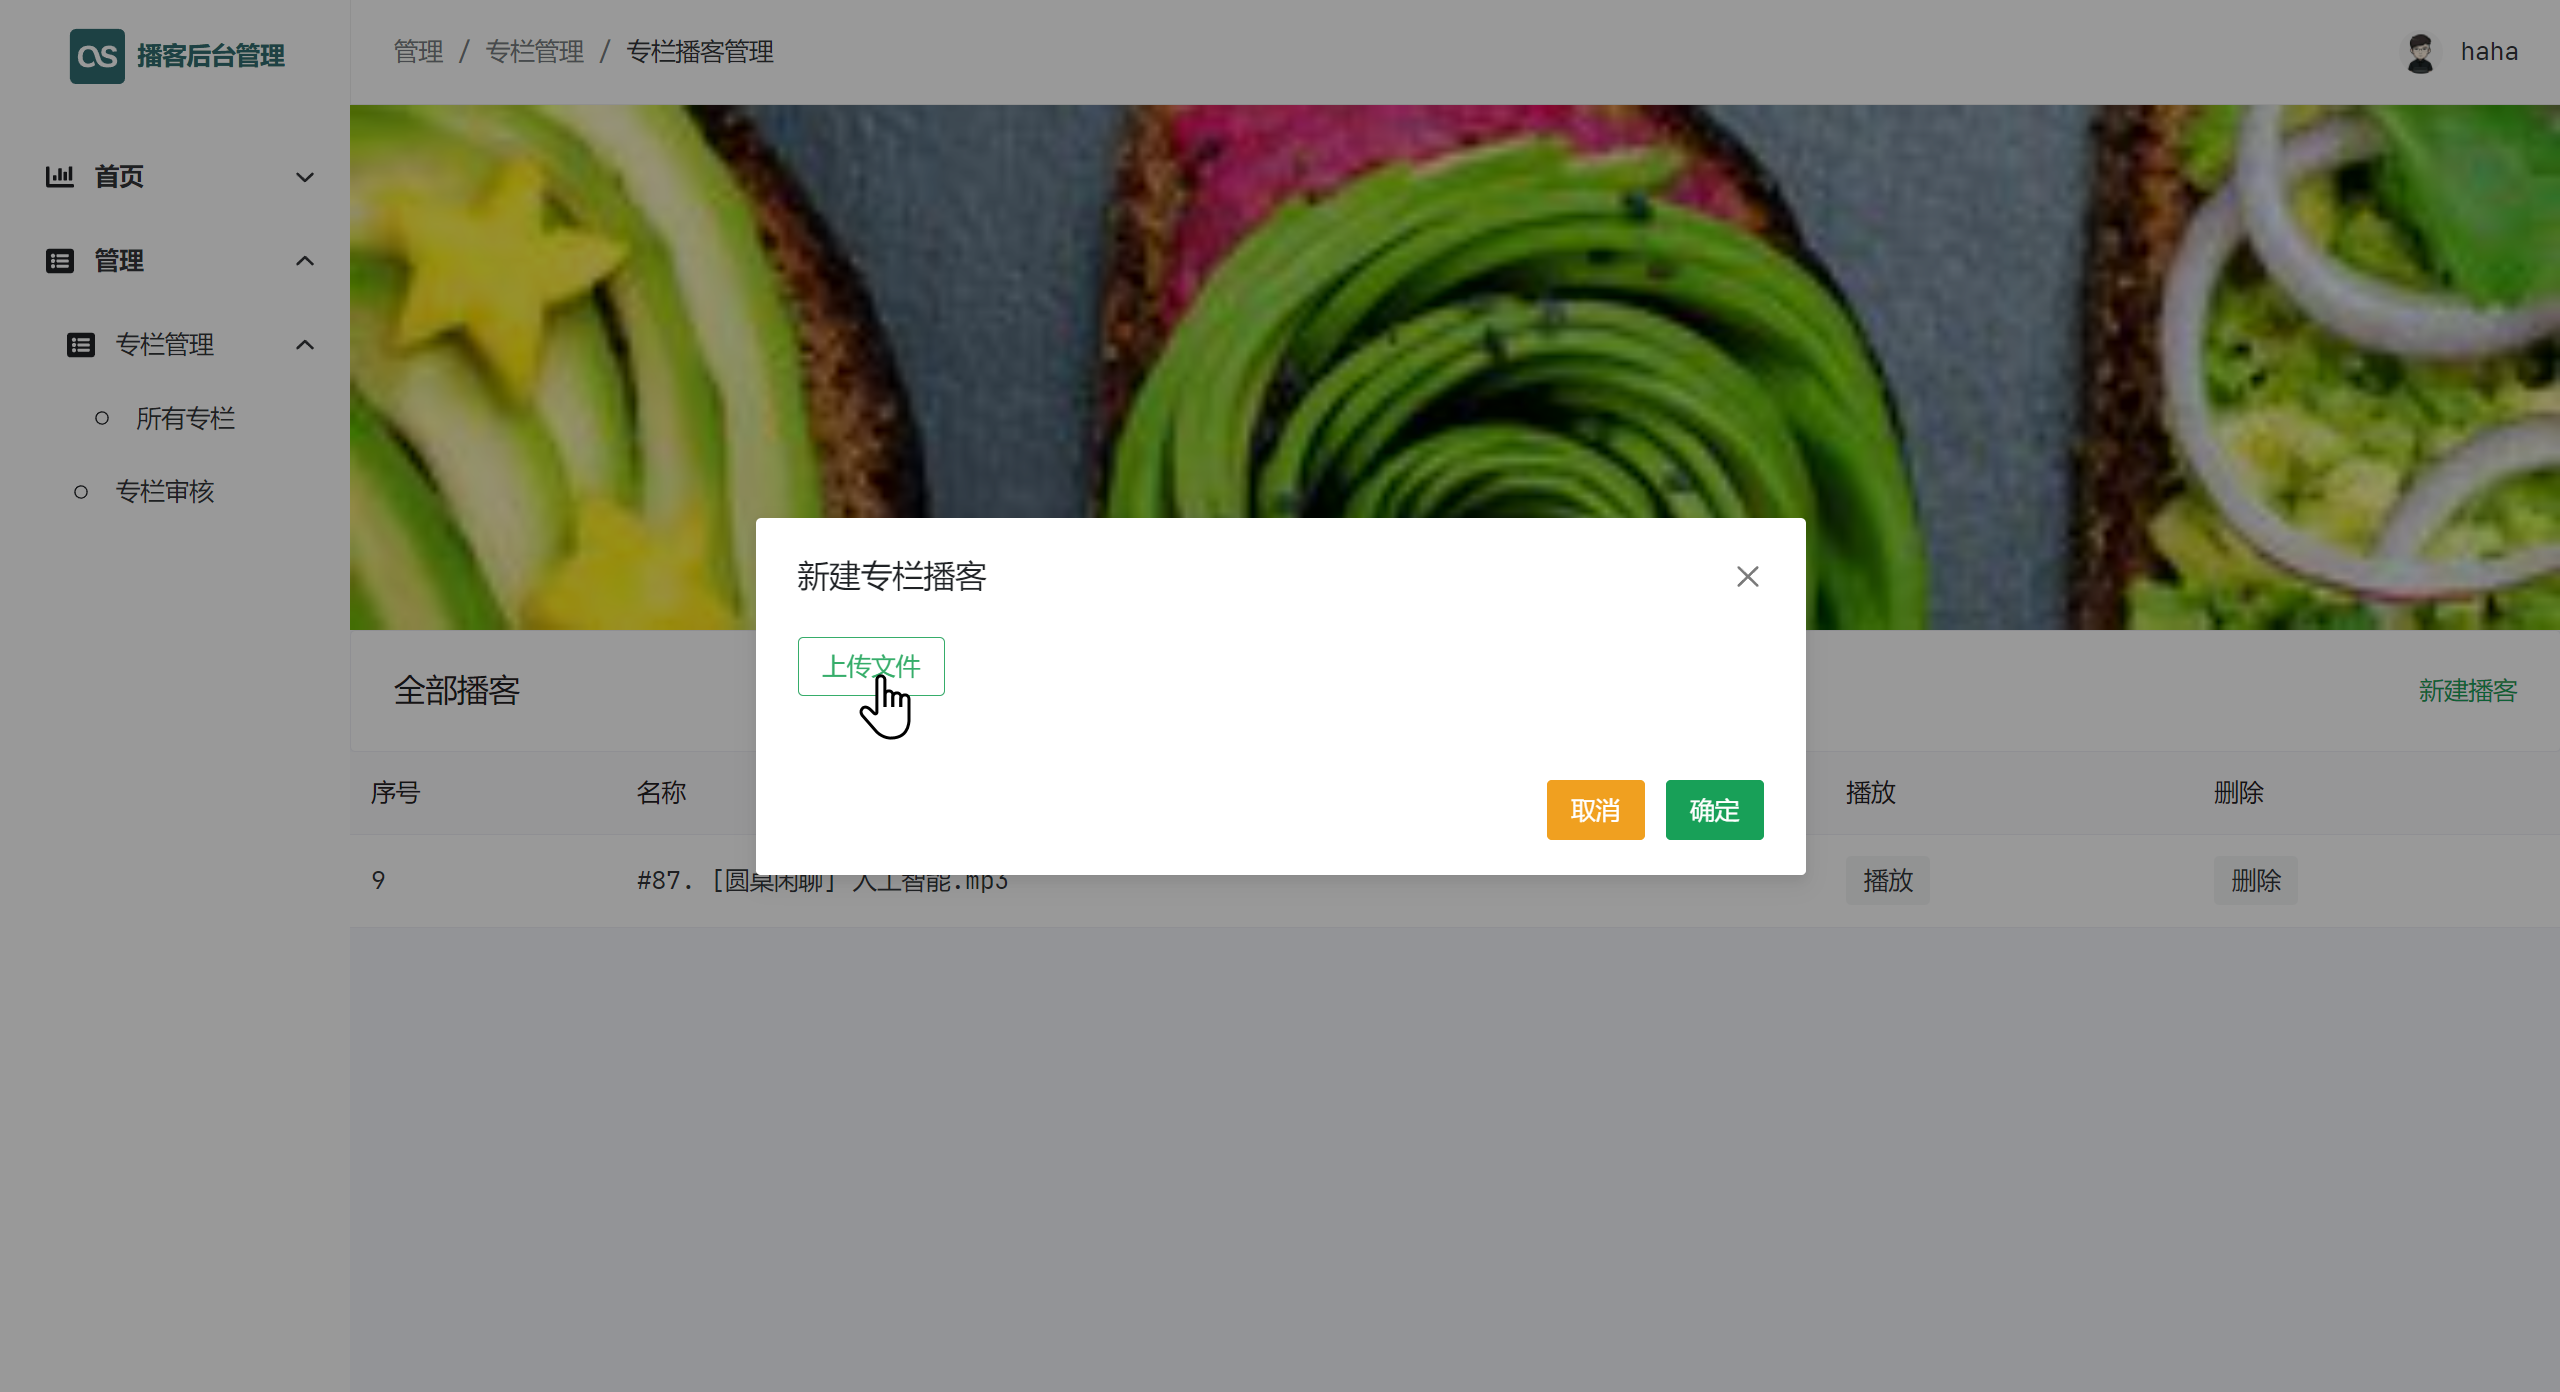 播客后台管理
管理 / 专栏管理 / 专栏播客管理
haha
首页
管理
专栏管理
所有专栏
专栏审核
新建专栏播客
上传文件
取消 确定
全部播客
新建播客
序号 名称 播放 删除
9 #87. [圆桌闲聊] 人工智能.mp3 播放 删除